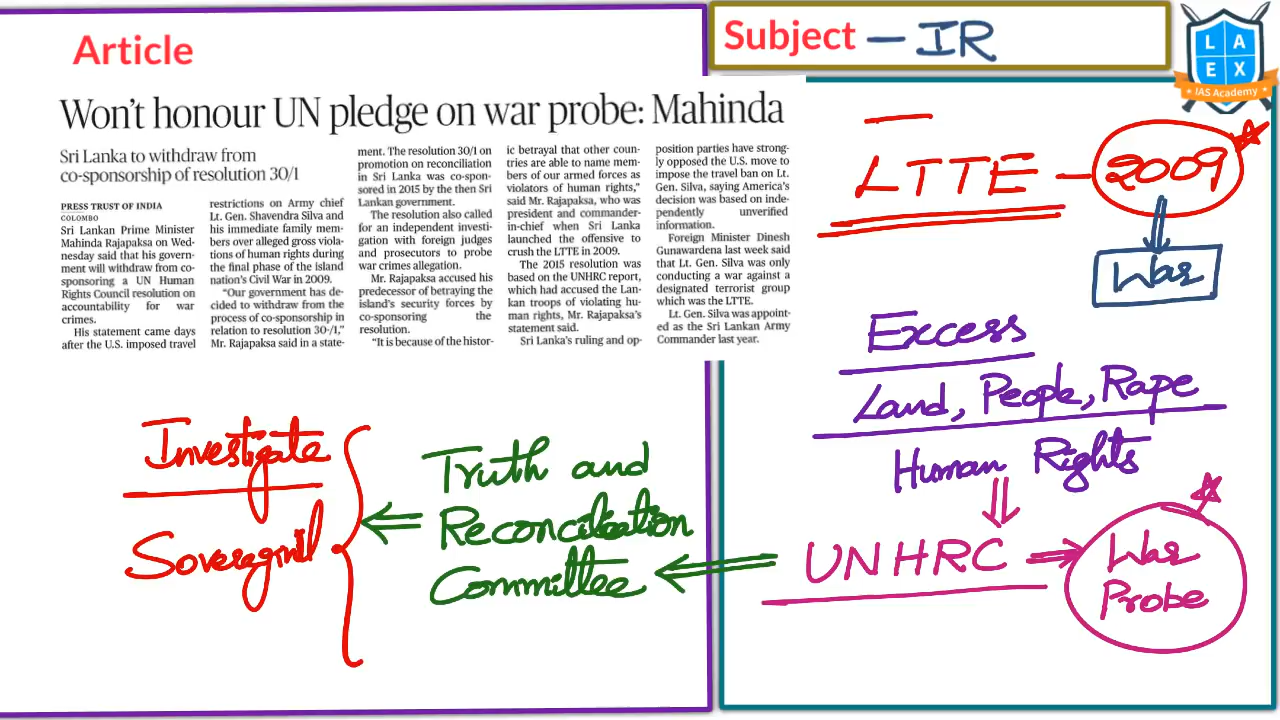 Article
Won't honour UN pledge on war probe: Mahinda
Sri Lanka to withdraw from
co-sponsorship of resolution 30/1
PRESS TRUST OF INDIA
COLOMBO
Sri Lankan Prime Minister
Mahinda Rajapaksa on Wed-
nesday said that his govern-
ment will withdraw from co-
sponsoring a UN Human
Rights Council resolution on
accountability for war
crimes.
His statement came days
after the U.S. imposed travel
restrictions on Army chief
Lt. Gen. Shavendra Silva and
his immediate family mem-
bers over alleged gross viola-
tions of human rights during
the final phase of the island
nation's Civil War in 2009.
"Our government has de-
cided to withdraw from the
process of co-sponsorship in
relation to resolution 30-/1,"
Mr. Rajapaksa said in a state-
ment. The resolution 30/1 on
promotion on reconciliation
in Sri Lanka was co-spon-
sored in 2015 by the then Sri
Lankan government.
The resolution also called
for an independent investi-
gation with foreign judges
and prosecutors to probe
war crimes allegation.
Mr. Rajapaksa accused his
predecessor of betraying the
island's security forces by
co-sponsoring the
resolution.
"It is because of the histor-
ic betrayal that other coun-
tries are able to name mem-
bers of our armed forces as
violators of human rights,"
said Mr. Rajapaksa, who was
president and commander-
in-chief when Sri Lanka
launched the offensive to
crush the LTTE in 2009.
The 2015 resolution was
based on the UNHRC report,
which had accused the Lan-
kan troops of violating hu-
man rights, Mr. Rajapaksa's
statement said.
Sri Lanka's ruling and op-
position parties have strong-
ly opposed the U.S. move to
impose the travel ban on Lt.
Gen. Silva, saying America's
decision was based on inde-
pendently unverified
information.
Foreign Minister Dinesh
Gunawardena last week said
that Lt. Gen. Silva was only
conducting a war against a
designated terrorist group
which was the LTTE.
Lt. Gen. Silva was appoint-
ed as the Sri Lankan Army
Commander last year.
Investigate
Truth and
Reconciliation
Committee
Subject - IR
LA
EX
IAS Academy
LTTE - 2009
War
Excess
Land, People, Rape
Human Rights
UNHRC
War
Probe